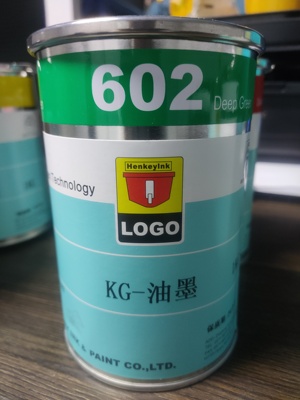 602
Deep Gree
Technology
Henkeyink
LOGO
KG-油墨
& PAINT CO.,LTD.